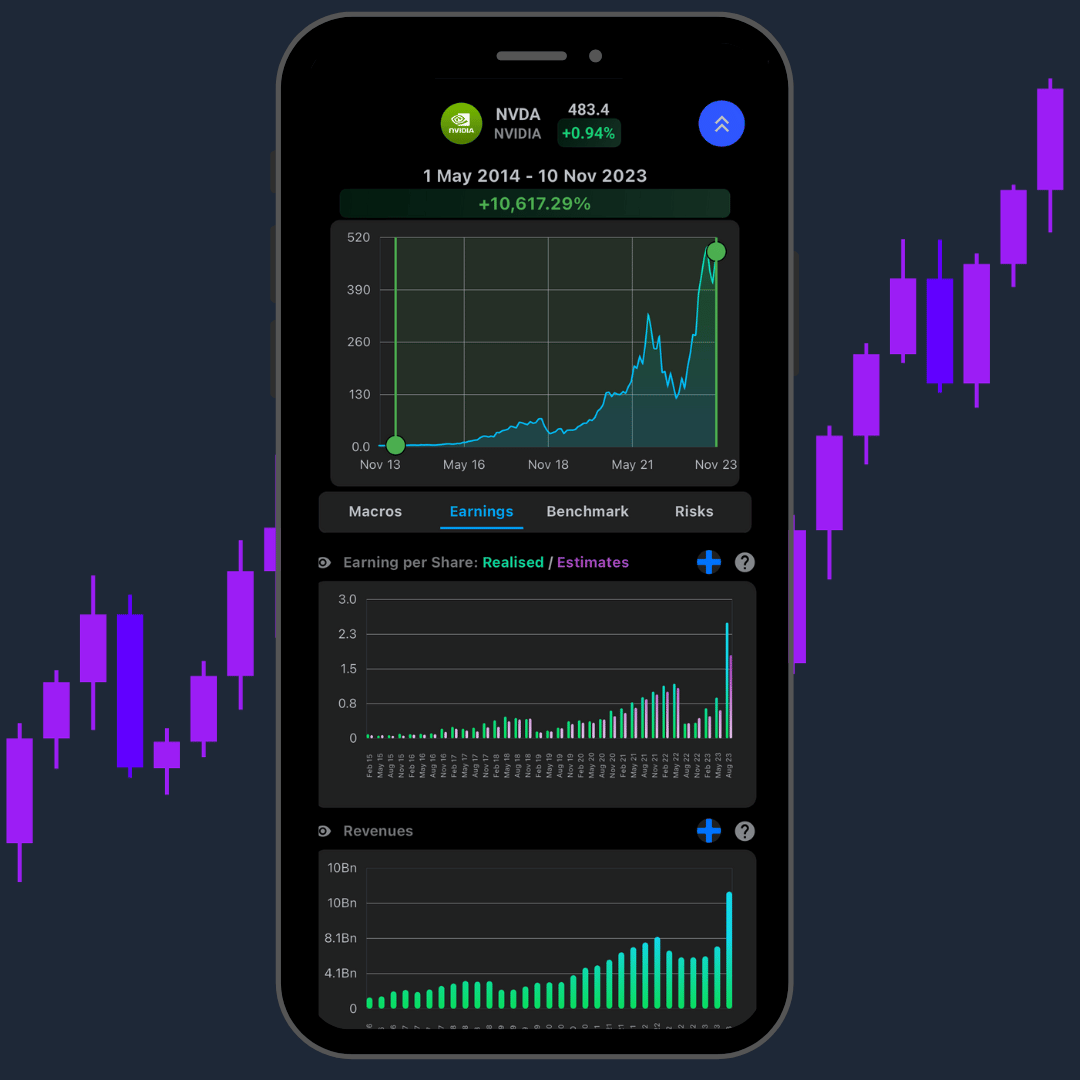 NVDA
483.4
NVIDIA
NVIDIA
+0.94%
1 May 2014 - 10 Nov 2023
+10,617.29%
520
390
260
130
0.0
Nov 13 May 16 Nov 18 May 21 Nov 23
Macros Earnings Benchmark Risks
Earning per Share: Realised / Estimates
?
3.0
2.3
1.5
0.8
0
Feb 15 May 15 Aug 15 Nov 15 Feb 16 May 16 Aug 16 Nov 16 Feb 17 May 17 Aug 17 Nov 17 Feb 18 May 18 Aug 18 Nov 18 Feb 19 May 19 Aug 19 Nov 19 Feb 20 May 20 Aug 20 Nov 20 Feb 21 May 21 Aug 21 Nov 21 Feb 22 May 22 Aug 22 Nov 22 Feb 23 May 23 Aug 23
Revenues
?
10Bn
10Bn
8.1Bn
4.1Bn
0